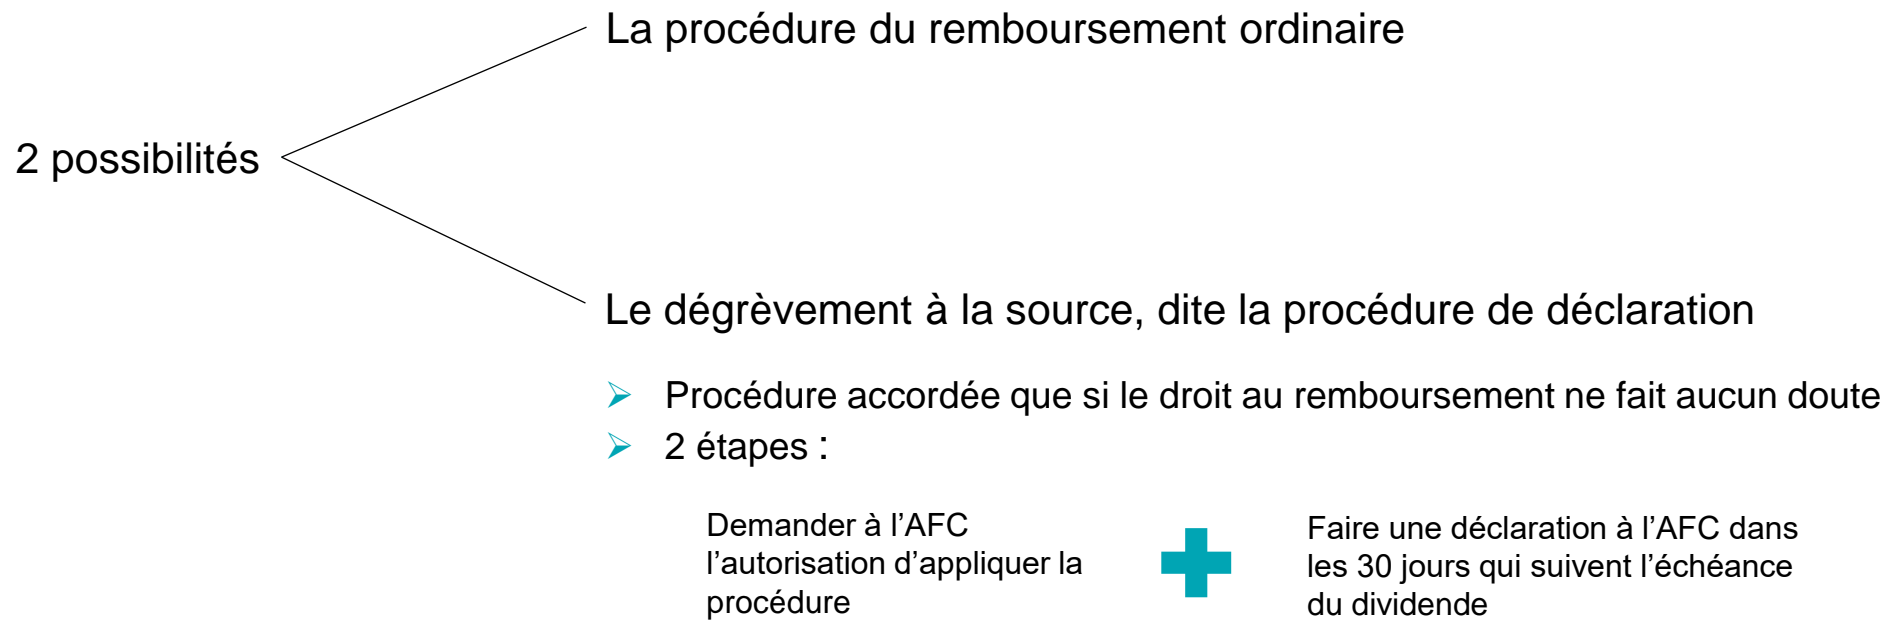 La procédure du remboursement ordinaire
2 possibilités
Le dégrèvement à la source, dite la procédure de déclaration
Procédure accordée que si le droit au remboursement ne fait aucun doute
2 étapes :
Demander à l’AFC
l’autorisation d’appliquer la
procédure
Faire une déclaration à l’AFC dans
les 30 jours qui suivent l’échéance
du dividende